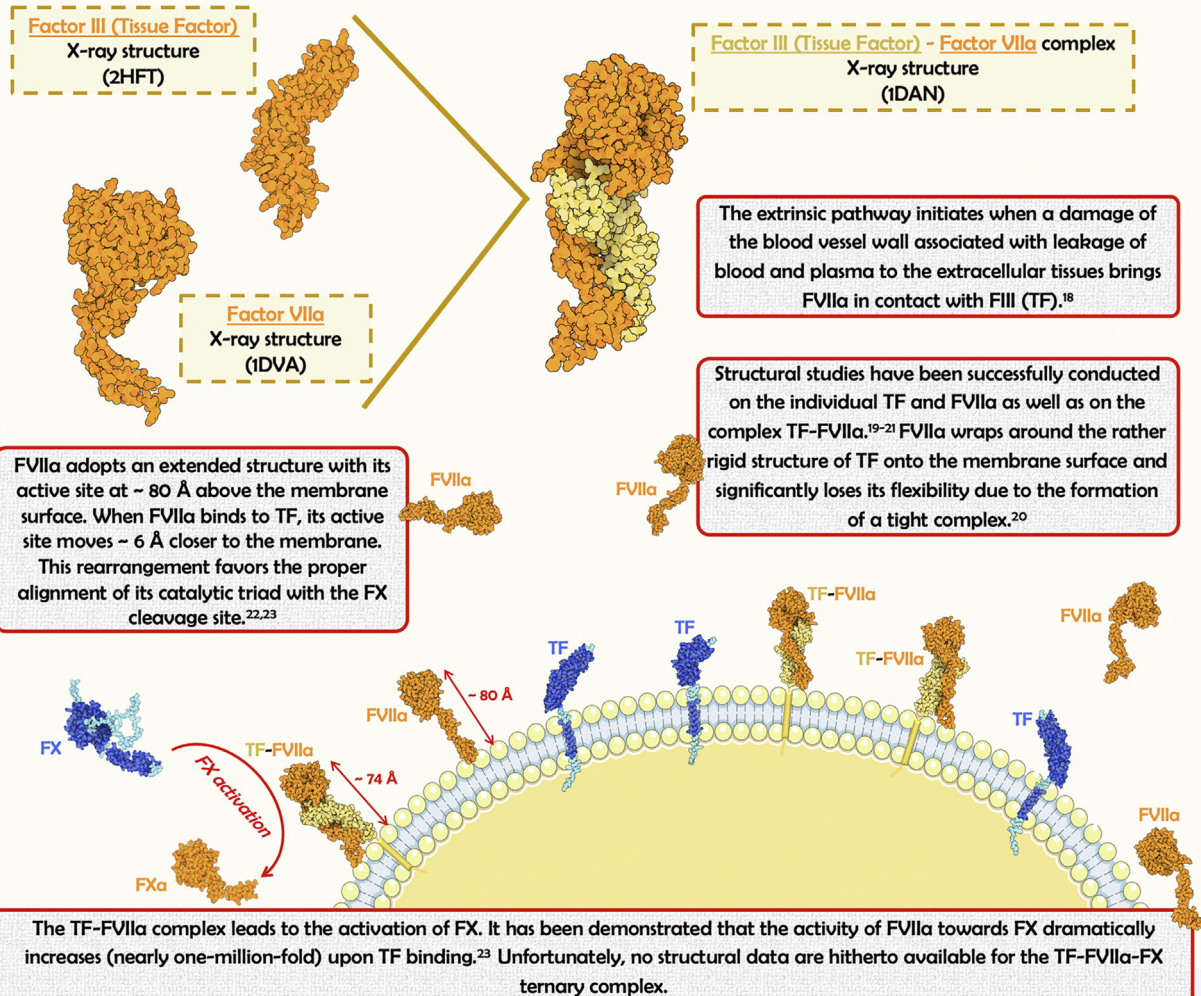 Factor III (Tissue Factor)
X-ray structure
(2HFT)
Factor III (Tissue Factor) - Factor VIIa complex
X-ray structure
(1DAN)
Factor VIIa
X-ray structure
(1DVA)
The extrinsic pathway initiates when a damage of
the blood vessel wall associated with leakage of
blood and plasma to the extracellular tissues brings
FVIIa in contact with FIII (TF).¹⁸
Structural studies have been successfully conducted
on the individual TF and FVIIa as well as on the
complex TF-FVIIa.¹⁹⁻²¹ FVIIa wraps around the rather
rigid structure of TF onto the membrane surface and
significantly loses its flexibility due to the formation
of a tight complex.²⁰
FVIIa adopts an extended structure with its
active site at ~ 80 Å above the membrane
surface. When FVIIa binds to TF, its active
site moves ~ 6 Å closer to the membrane.
This rearrangement favors the proper
alignment of its catalytic triad with the FX
cleavage site.²²,²³
FVIIa
FVIIa
TF-FVIIa
FVIIa
TF
TF
TF-FVIIa
FVIIa
~ 80 Å
TF
FX
TF-FVIIa
~ 74 Å
FX activation
FVIIa
FXa
The TF-FVIIa complex leads to the activation of FX. It has been demonstrated that the activity of FVIIa towards FX dramatically
increases (nearly one-million-fold) upon TF binding.²³ Unfortunately, no structural data are hitherto available for the TF-FVIIa-FX
ternary complex.